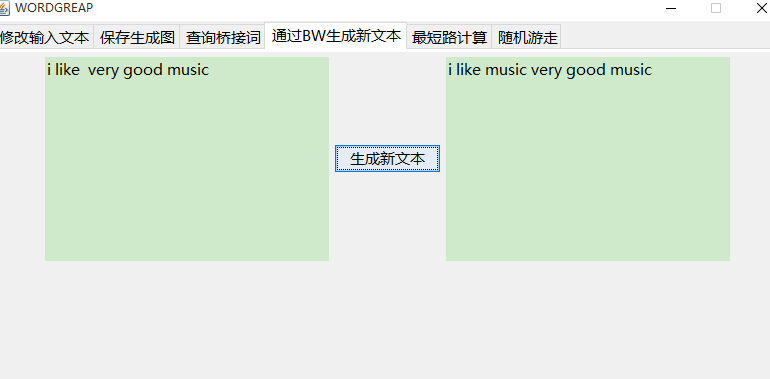 WORDGREAP
修改输入文本 保存生成图 查询桥接词 通过BW生成新文本 最短路计算 随机游走
i like  very good music
生成新文本
i like music very good music